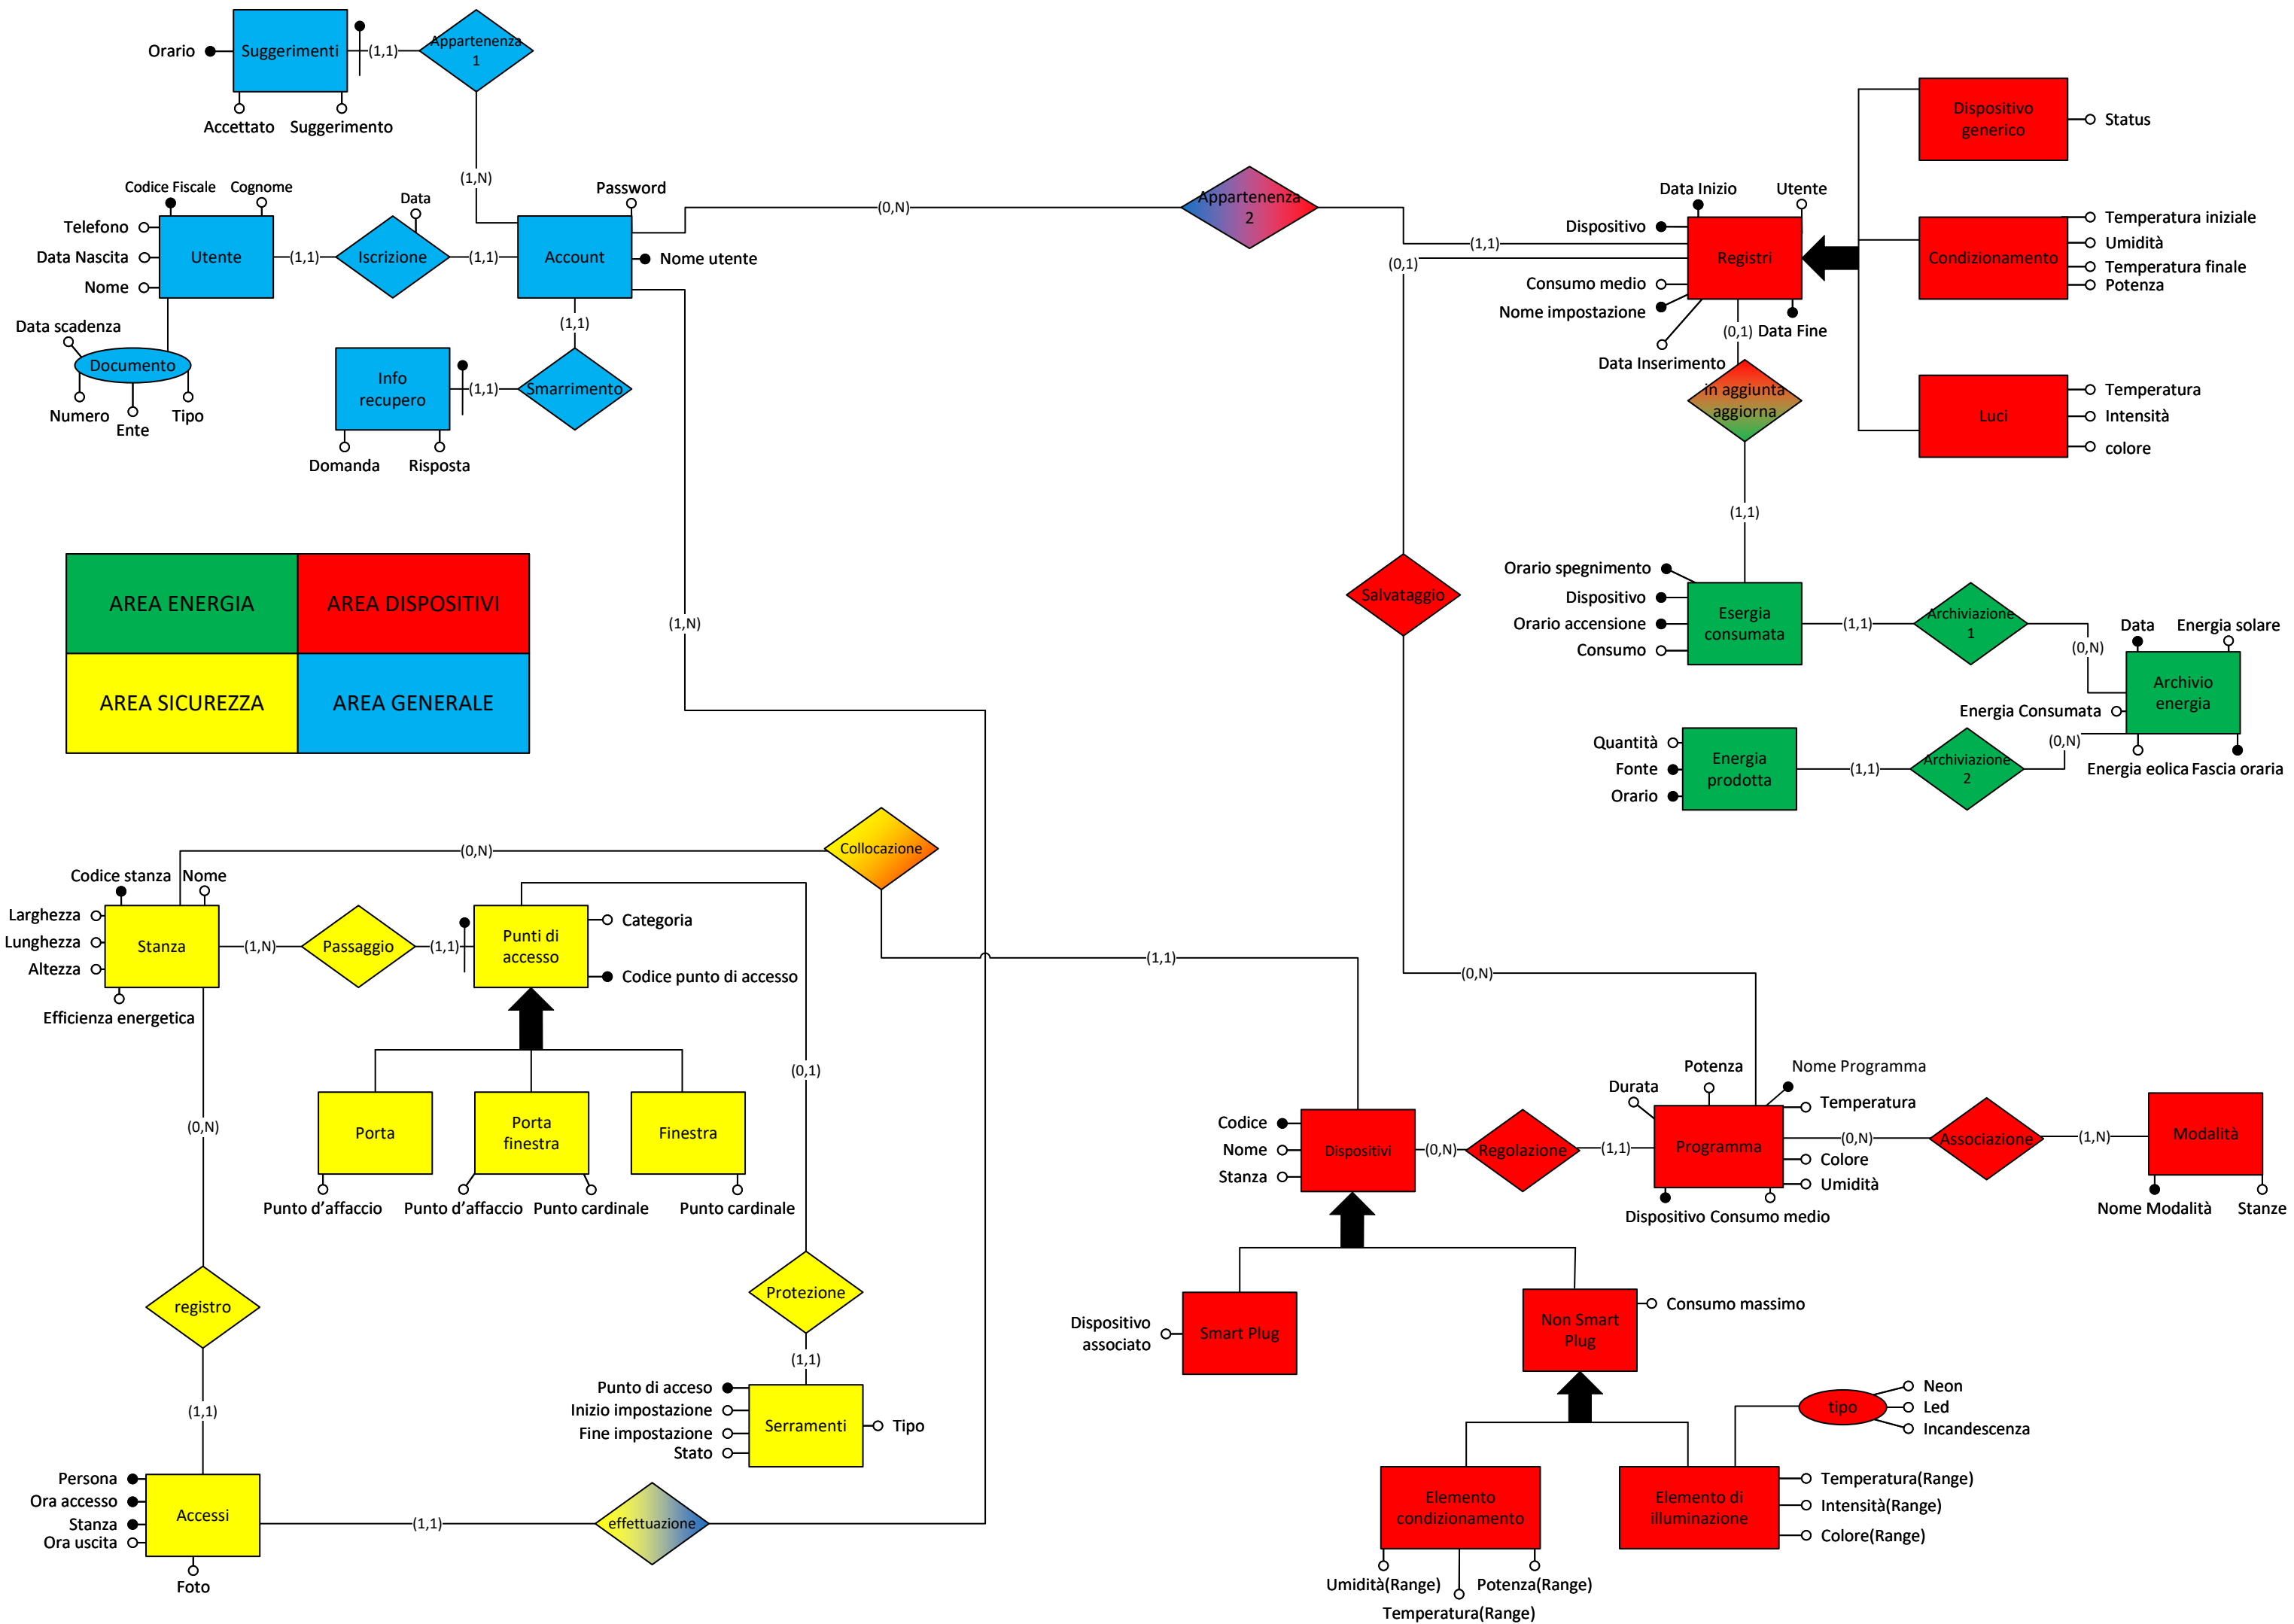 Orario
Suggerimenti
(1,1)
Appartenenza
1
Accettato
Suggerimento
(1,N)
Codice Fiscale
Cognome
Telefono
Data Nascita
Nome
Utente
(1,1)
Data
Iscrizione
(1,1)
Password
Account
Nome utente
Data scadenza
Documento
Numero
Ente
Tipo
(1,1)
Info
recupero
(1,1)
Smarrimento
Domanda
Risposta
(0,N)
Appartenenza
2
(1,1)
(0,1)
Data Inizio
Utente
Dispositivo
Registri
Consumo medio
Nome impostazione
Data Inserimento
(0,1)
Data Fine
Dispositivo
generico
Status
Condizionamento
Temperatura iniziale
Umidità
Temperatura finale
Potenza
Luci
Temperatura
Intensità
colore
in aggiunta
aggiorna
(1,1)
(1,N)
AREA ENERGIA
AREA DISPOSITIVI
AREA SICUREZZA
AREA GENERALE
Salvataggio
Orario spegnimento
Dispositivo
Orario accensione
Consumo
Esergia
consumata
(1,1)
Archiviazione
1
(0,N)
Data
Energia solare
Archivio
energia
Energia Consumata
(0,N)
Energia eolica
Fascia oraria
Quantità
Fonte
Orario
Energia
prodotta
(1,1)
Archiviazione
2
(0,N)
Collocazione
Codice stanza
Nome
Larghezza
Lunghezza
Altezza
Stanza
Efficienza energetica
(1,N)
Passaggio
(1,1)
Punti di
accesso
Categoria
Codice punto di accesso
(1,1)
(0,N)
(0,1)
(0,N)
Porta
Porta
finestra
Finestra
Punto d'affaccio
Punto d'affaccio
Punto cardinale
Punto cardinale
Codice
Nome
Stanza
Dispositivi
(0,N)
Regolazione
(1,1)
Durata
Potenza
Nome Programma
Temperatura
Programma
Colore
Umidità
Dispositivo
Consumo medio
(0,N)
Associazione
(1,N)
Modalità
Nome Modalità
Stanze
registro
Protezione
(1,1)
(1,1)
Dispositivo
associato
Smart Plug
Non Smart
Plug
Consumo massimo
Punto di acceso
Inizio impostazione
Fine impostazione
Stato
Serramenti
Tipo
tipo
Neon
Led
Incandescenza
Persona
Ora accesso
Stanza
Ora uscita
Accessi
Foto
(1,1)
effettuazione
Elemento
condizionamento
Umidità(Range)
Temperatura(Range)
Potenza(Range)
Elemento di
illuminazione
Temperatura(Range)
Intensità(Range)
Colore(Range)